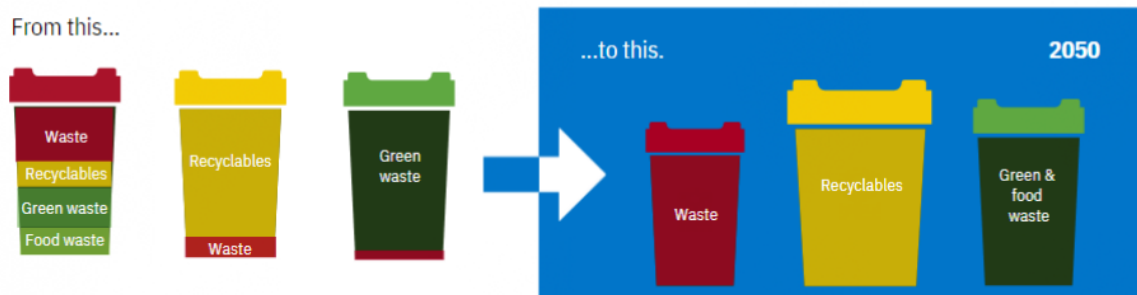 From this...
Waste
Recyclables
Green waste
Food waste
Recyclables
Waste
Green
waste
...to this.
2050
Waste
Recyclables
Green &
food
waste